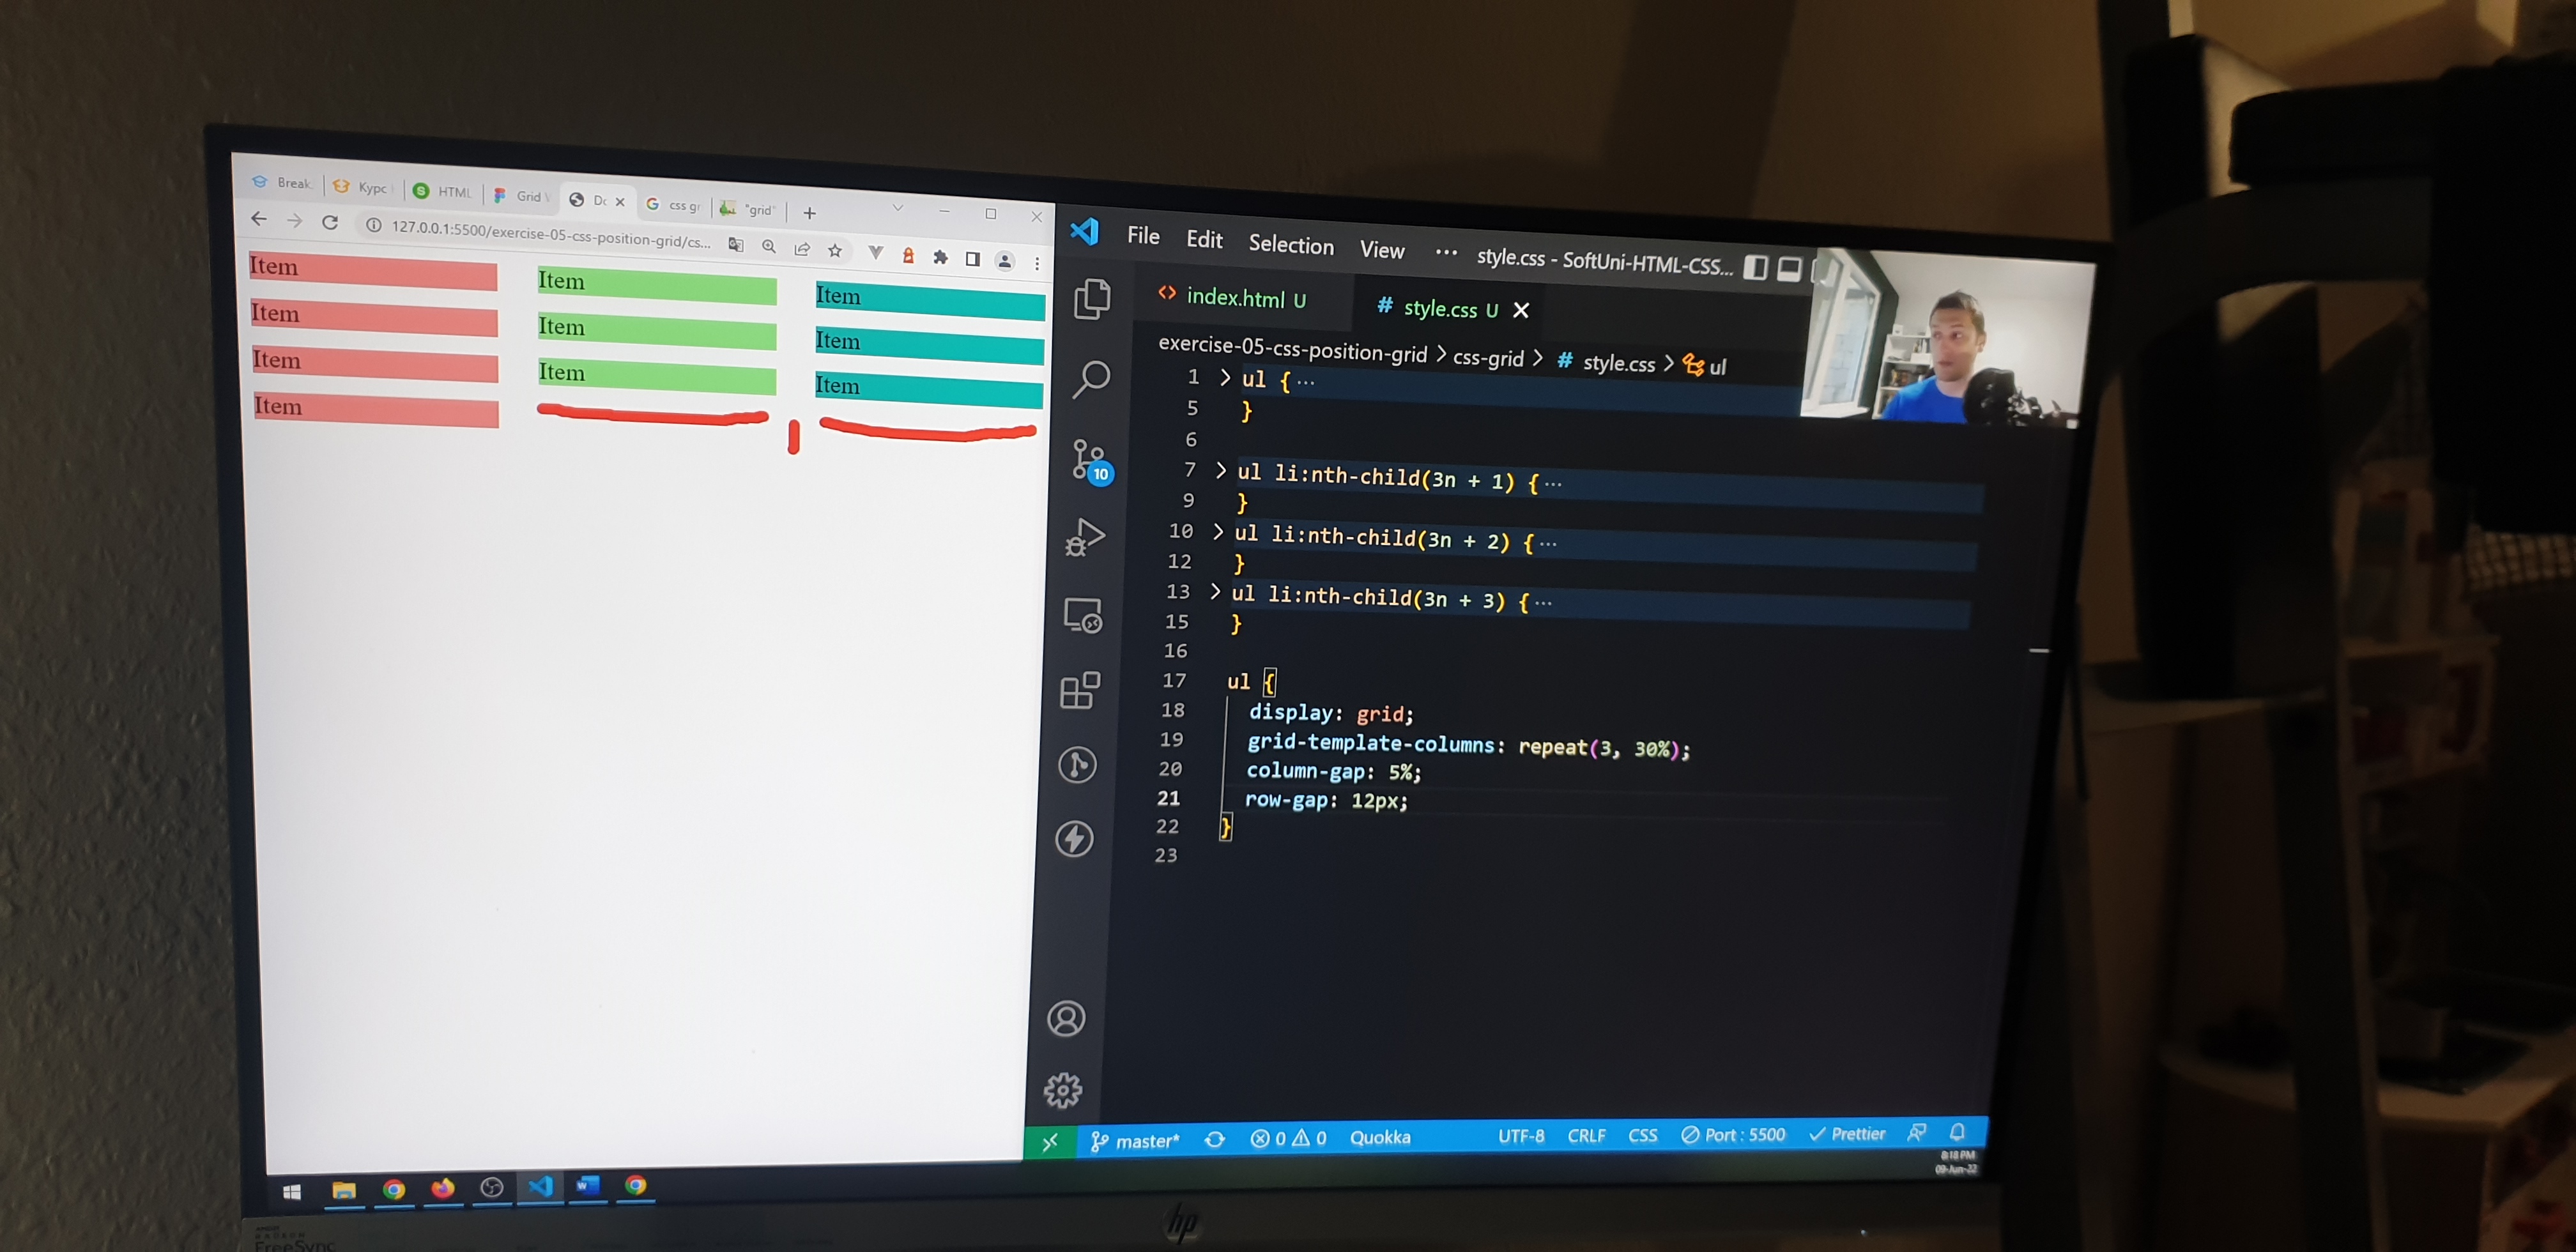 Break
Курс
HTML
Grid
Dc
css gr
"grid"
127.0.0.1:5500/exercise-05-css-position-grid/cs...
Item Item Item
Item Item Item
Item Item Item
Item
File Edit Selection View ··· style.css - SoftUni-HTML-CSS...
index.html U # style.css U
exercise-05-css-position-grid > css-grid > # style.css > ul
1 > ul { ···
5 }
6
7 > ul li:nth-child(3n + 1) { ···
9 }
10 > ul li:nth-child(3n + 2) { ···
12 }
13 > ul li:nth-child(3n + 3) { ···
15 }
16
17 ul {
18 display: grid;
19 grid-template-columns: repeat(3, 30%);
20 column-gap: 5%;
21 row-gap: 12px;
22 }
23
10
master* 0 0 Quokka UTF-8 CRLF CSS Port : 5500 Prettier
8:18 PM
09-Jun-22
hp
AMD
RADEON
FreeSync